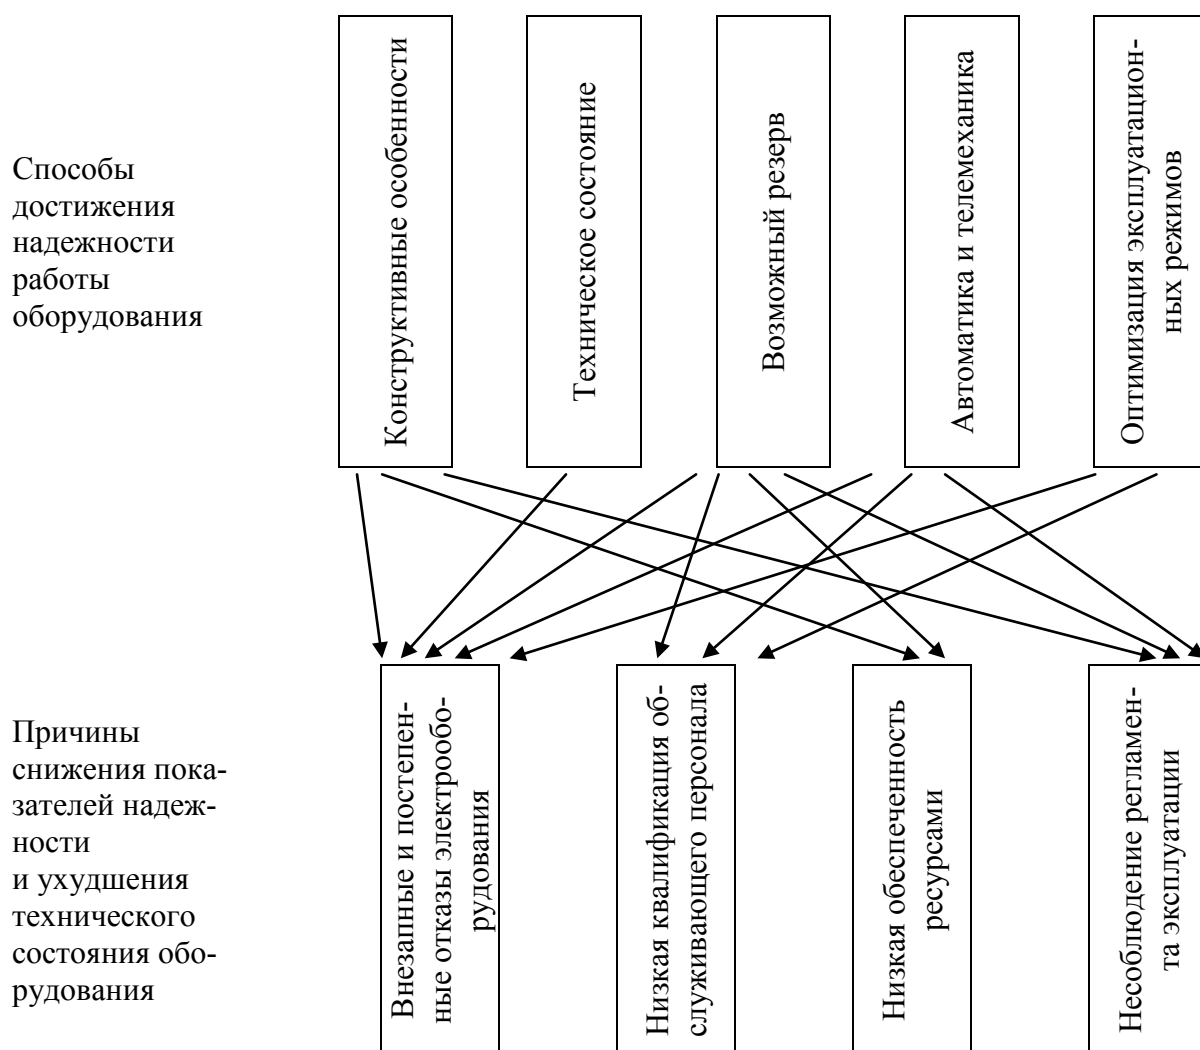 Способы
достижения
надежности
работы
оборудования
Конструктивные особенности
Техническое состояние
Возможный резерв
Автоматика и телемеханика
Оптимизация эксплуатацион-
ных режимов
Причины
снижения пока-
зателей надеж-
ности
и ухудшения
технического
состояния обо-
рудования
Внезапные и постепен-
ные отказы электрообо-
рудования
Низкая квалификация об-
служивающего персонала
Низкая обеспеченность
ресурсами
Несоблюдение регламен-
та эксплуатации